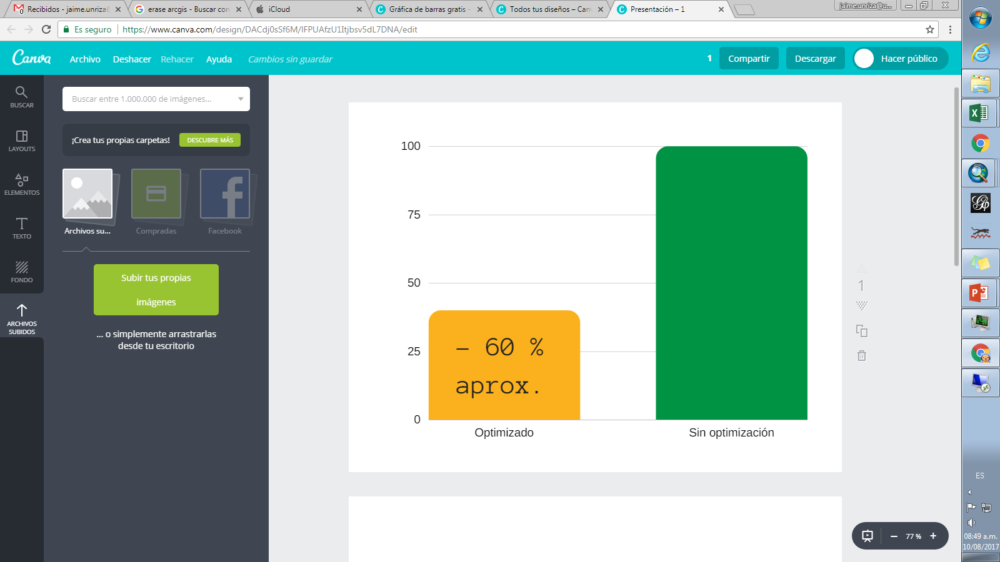 Recibidos - jaime.unriza@
erase arcgis - Buscar con
iCloud
Gráfica de barras gratis -
Todos tus diseños – Can
Presentación – 1
jaime.unriza@u...
Es seguro
https://www.canva.com/design/DACdj0sSf6M/IFPUAfzU1Itjbsv5dL7DNA/edit
Canva
Archivo
Deshacer
Rehacer
Ayuda
Cambios sin guardar
1
Compartir
Descargar
Hacer público
BUSCAR
LAYOUTS
ELEMENTOS
TEXTO
FONDO
ARCHIVOS
SUBIDOS
Buscar entre 1.000.000 de imágenes...
¡Crea tus propias carpetas!
DESCUBRE MÁS
Archivos su...
Compradas
Facebook
Subir tus propias
imágenes
... o simplemente arrastrarlas
desde tu escritorio
100
75
50
25
0
– 60 %
aprox.
Optimizado
Sin optimización
1
77 %
ES
08:49 a.m.
10/08/2017